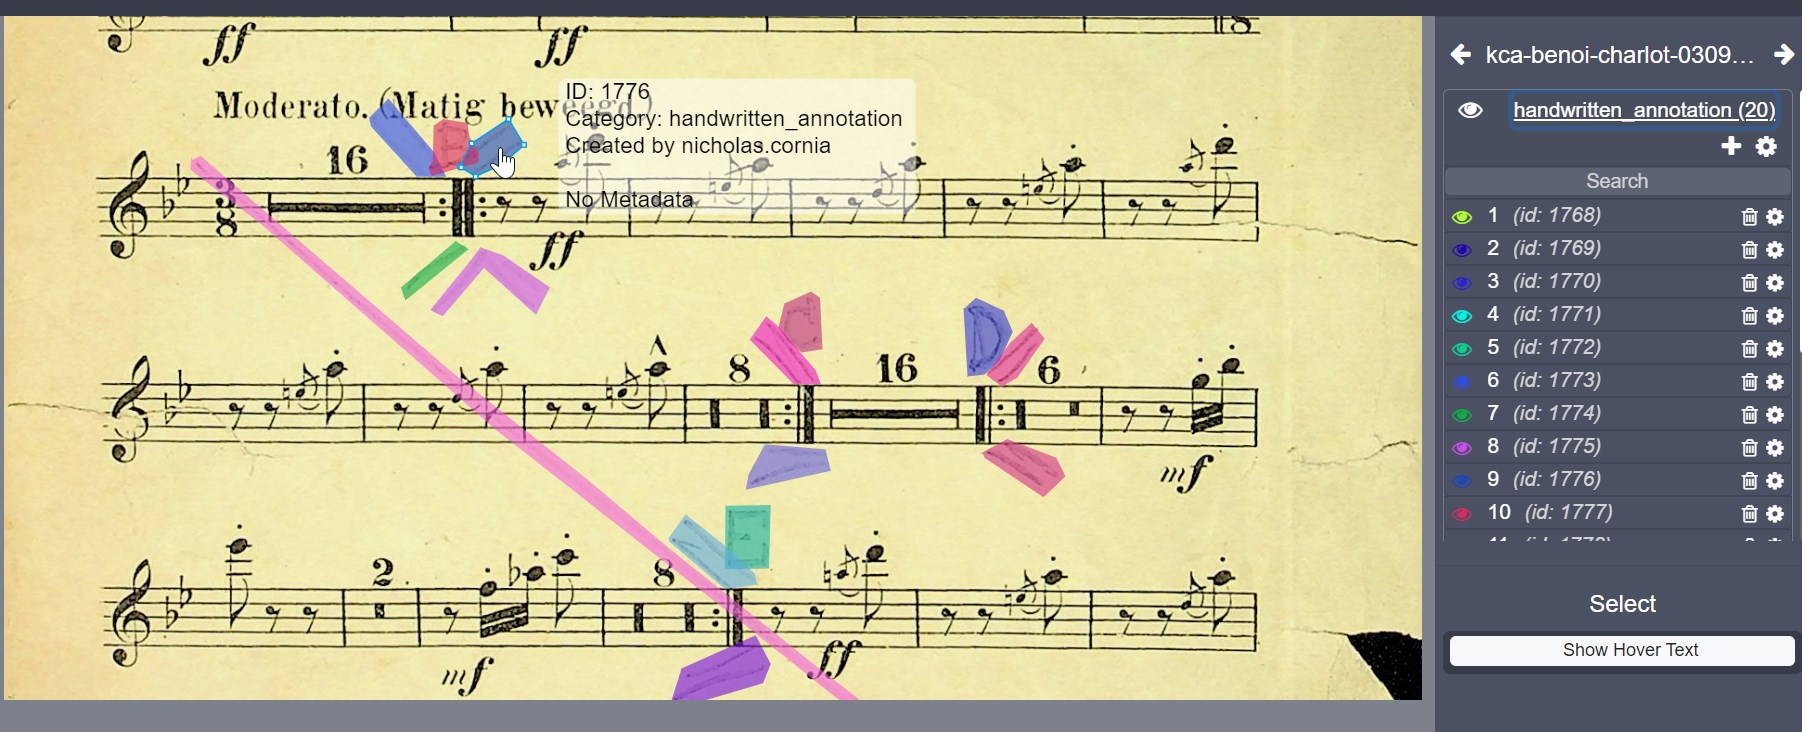 kca-benoi-charlot-0309...
handwritten_annotation (20)
Search
1 (id: 1768)
2 (id: 1769)
3 (id: 1770)
4 (id: 1771)
5 (id: 1772)
6 (id: 1773)
7 (id: 1774)
8 (id: 1775)
9 (id: 1776)
10 (id: 1777)
Select
Show Hover Text
ff ff 8
Moderato. (Matig beweegd)
ID: 1776
Category: handwritten_annotation
Created by nicholas.cornia
No Metadata
16
3
8
B
ff
C D
8 16 6
mf
E
2 8
mf ff